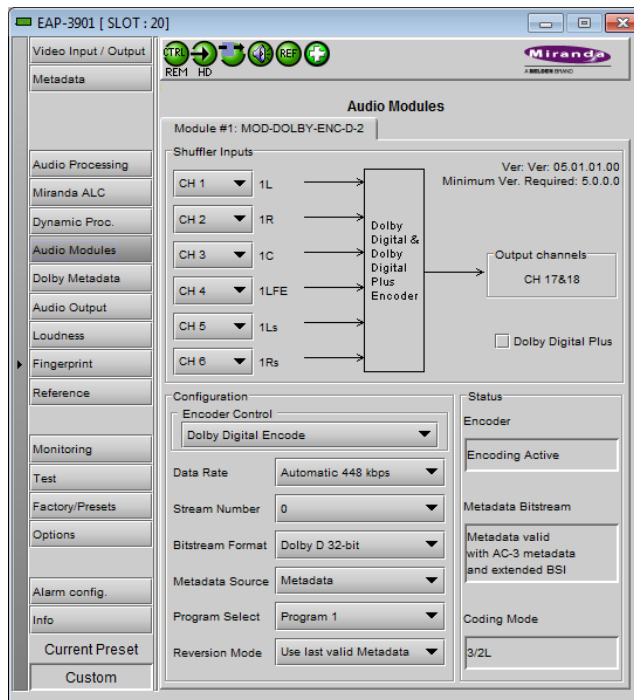 EAP-3901 [ SLOT : 20]
Video Input / Output
Metadata
Audio Processing
Miranda ALC
Dynamic Proc.
Audio Modules
Dolby Metadata
Audio Output
Loudness
Fingerprint
Reference
Monitoring
Test
Factory/Presets
Options
Alarm config.
Info
Current Preset
Custom
CTRL
REF
REM HD
Miranda
A BELDEN BRAND
Audio Modules
Module #1: MOD-DOLBY-ENC-D-2
Shuffler Inputs
Ver: Ver: 05.01.01.00
Minimum Ver. Required: 5.0.0.0
CH 1 1L
CH 2 1R
CH 3 1C
CH 4 1LFE
CH 5 1Ls
CH 6 1Rs
Dolby
Digital &
Dolby
Digital
Plus
Encoder
Output channels
CH 17&18
Dolby Digital Plus
Configuration
Encoder Control
Dolby Digital Encode
Data Rate Automatic 448 kbps
Stream Number 0
Bitstream Format Dolby D 32-bit
Metadata Source Metadata
Program Select Program 1
Reversion Mode Use last valid Metadata
Status
Encoder
Encoding Active
Metadata Bitstream
Metadata valid
with AC-3 metadata
and extended BSI
Coding Mode
3/2L